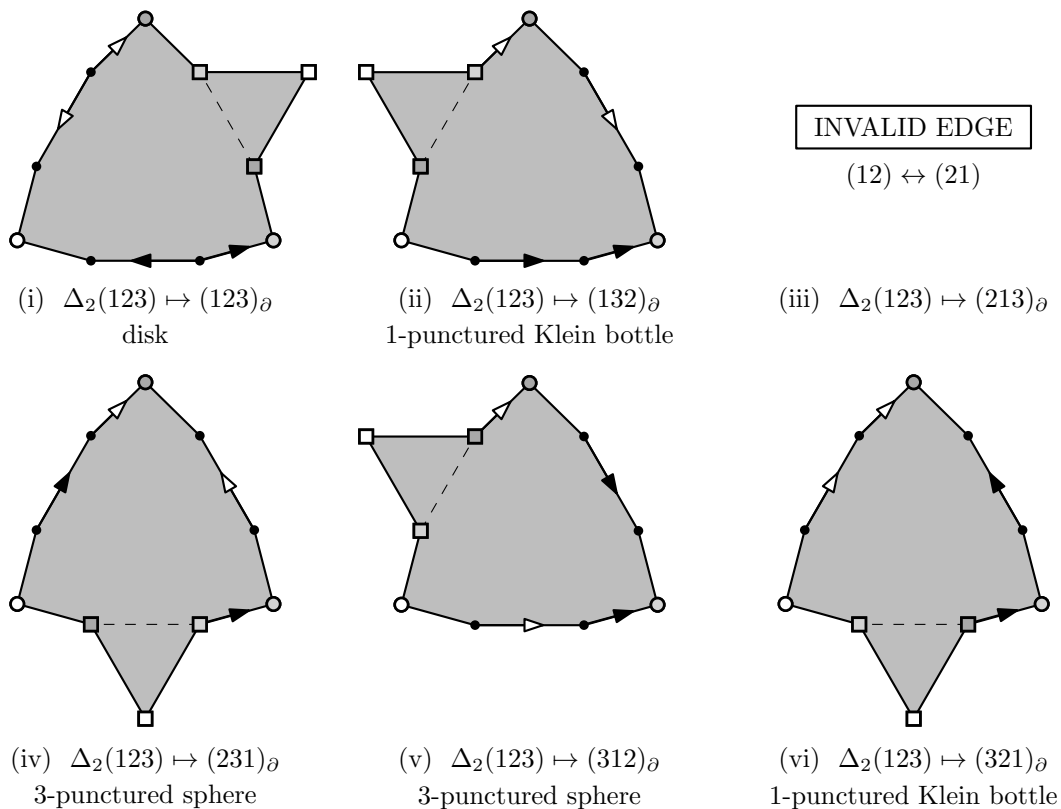 INVALID EDGE
(12) ↔ (21)
(i) Δ₂(123) ↦ (123)∂
disk
(ii) Δ₂(123) ↦ (132)∂
1-punctured Klein bottle
(iii) Δ₂(123) ↦ (213)∂
(iv) Δ₂(123) ↦ (231)∂
3-punctured sphere
(v) Δ₂(123) ↦ (312)∂
3-punctured sphere
(vi) Δ₂(123) ↦ (321)∂
1-punctured Klein bottle